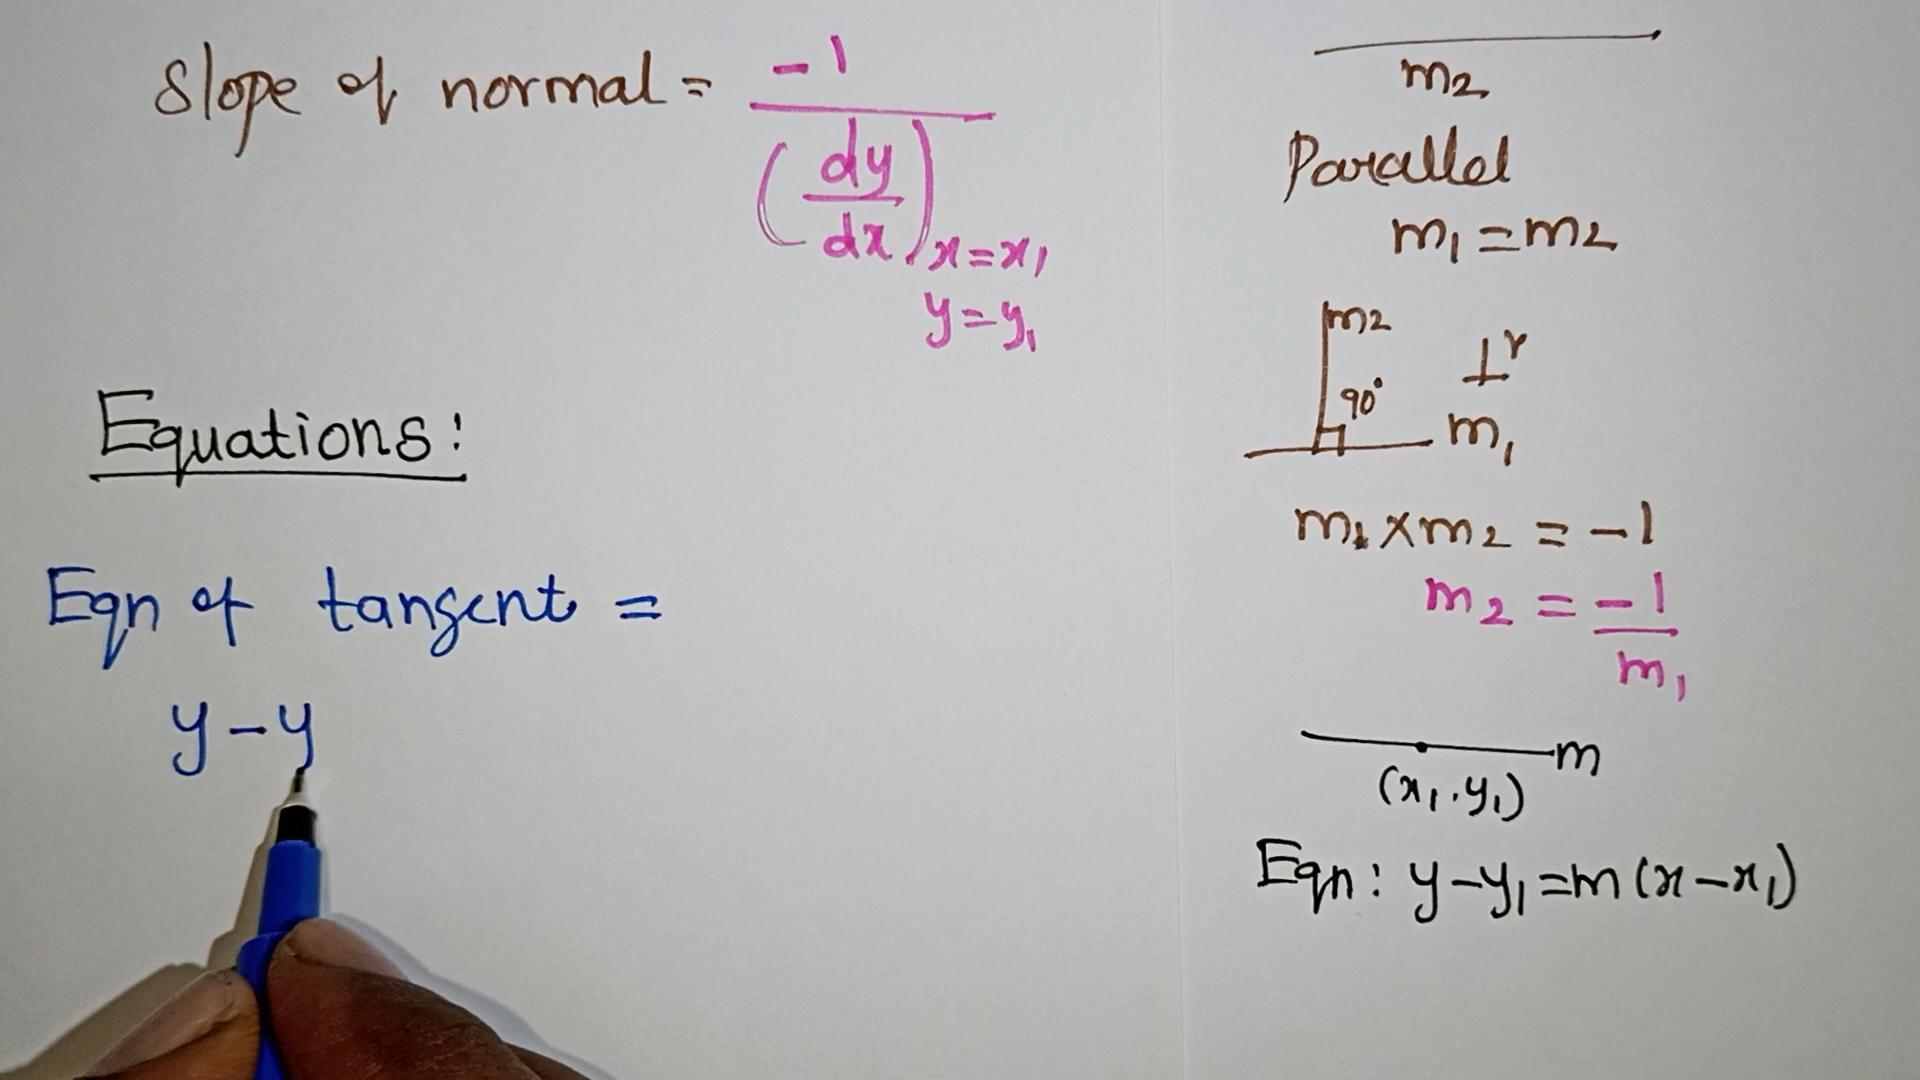 Slope of normal = -1
(dy
dx) x=x₁
y=y₁
Equations:
Eqn of tangent =
y-y
m2
Parallel
m₁=m2
m2
90° ⊥r
m₁
m₁×m2 = -1
m2 = -1
m₁
m
(x₁,y₁)
Eqn: y-y₁=m(x-x₁)